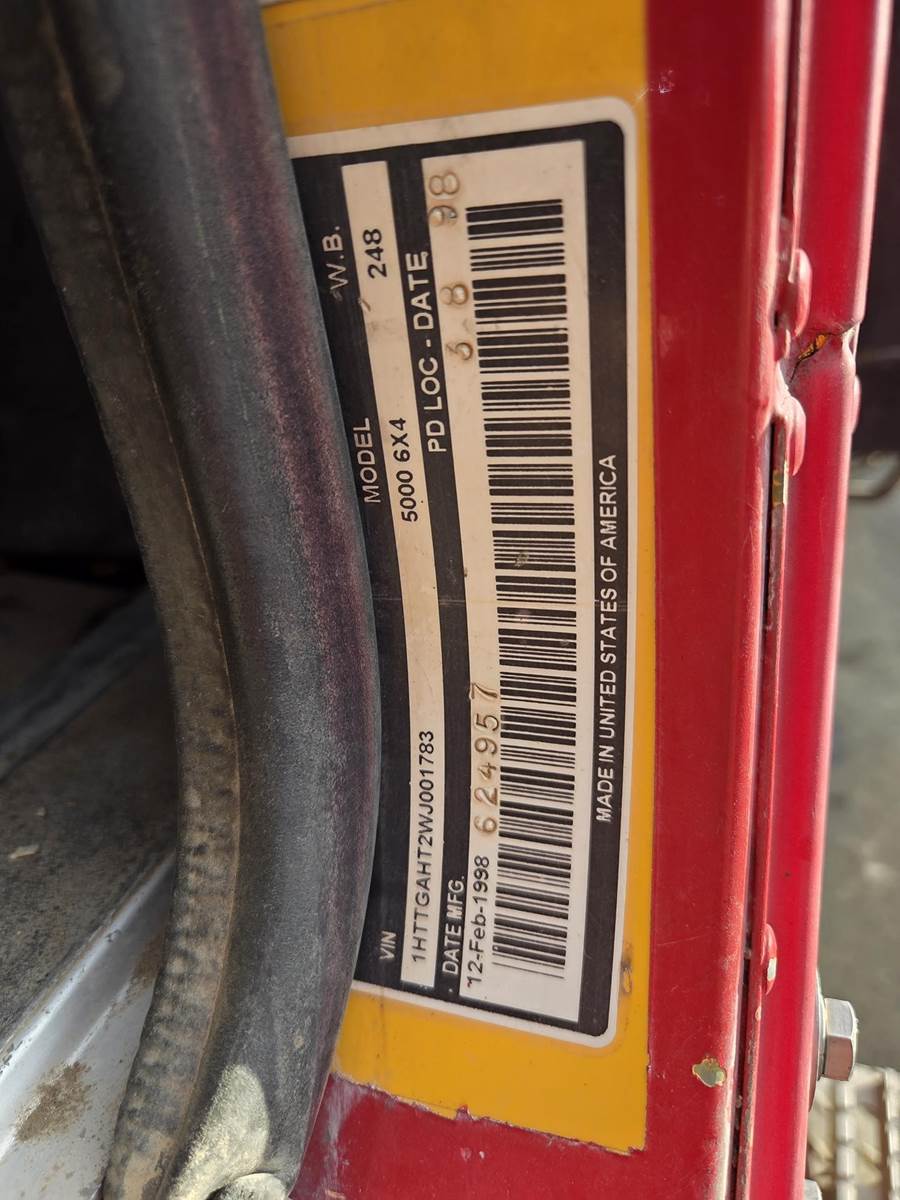 VIN MODEL W.B.
1HTTGAHT2WJ001783 5000 6X4 248
DATE MFG. PD LOC - DATE
12-Feb-1998 624957 3 8 98
MADE IN UNITED STATES OF AMERICA